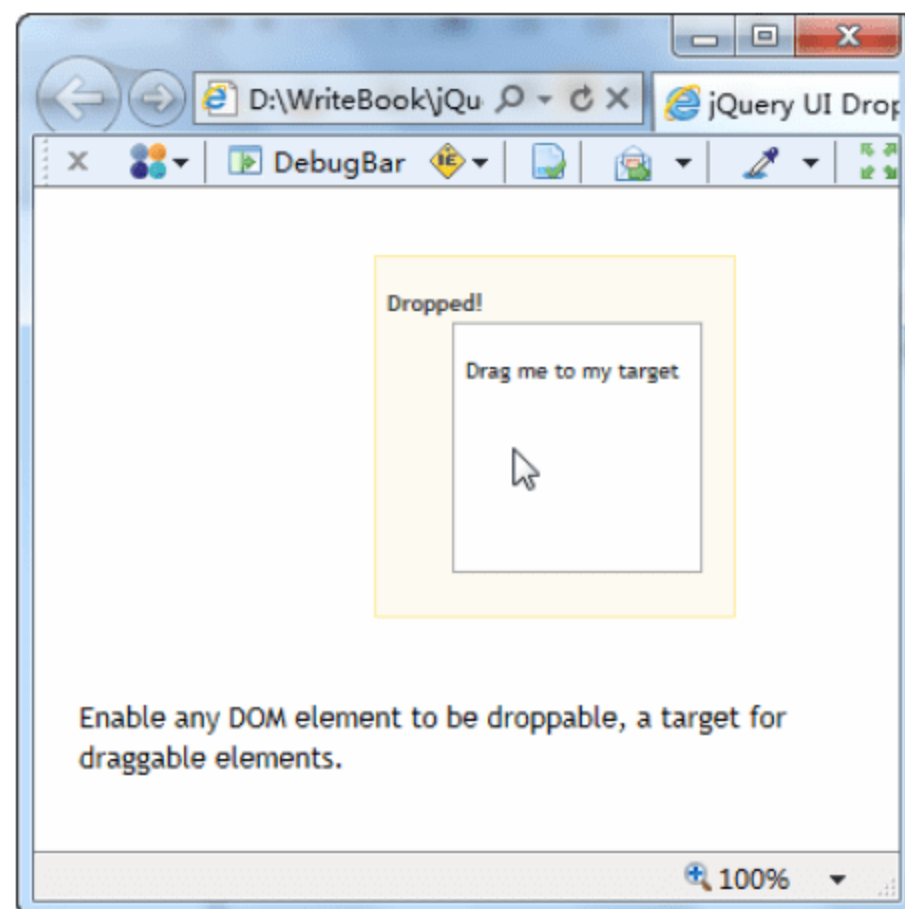 D:\WriteBook\jQu
jQuery UI Drop
DebugBar
Dropped!
Drag me to my target
Enable any DOM element to be droppable, a target for
draggable elements.
100%